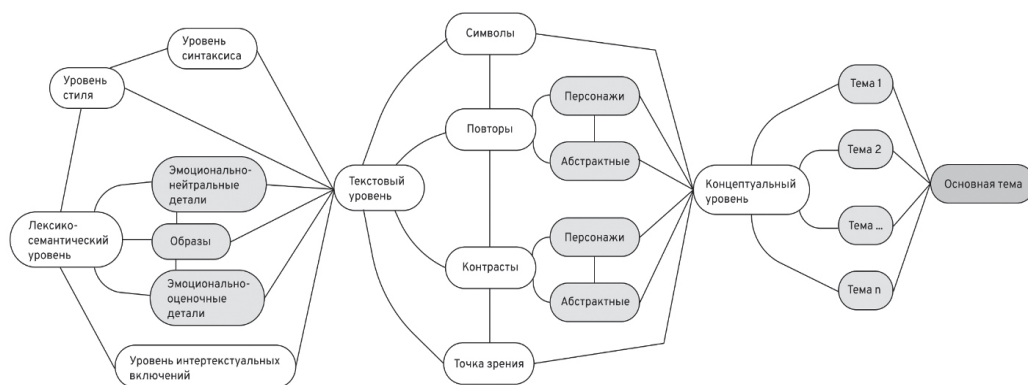 Уровень
синтаксиса
Уровень
стиля
Эмоционально-
нейтральные
детали
Лексико-
семантический
уровень
Образы
Эмоционально-
оценочные
детали
Уровень интертекстуальных
включений
Текстовый
уровень
Символы
Повторы
Персонажи
Абстрактные
Контрасты
Персонажи
Абстрактные
Точка зрения
Концептуальный
уровень
Тема 1
Тема 2
Тема ...
Тема n
Основная тема